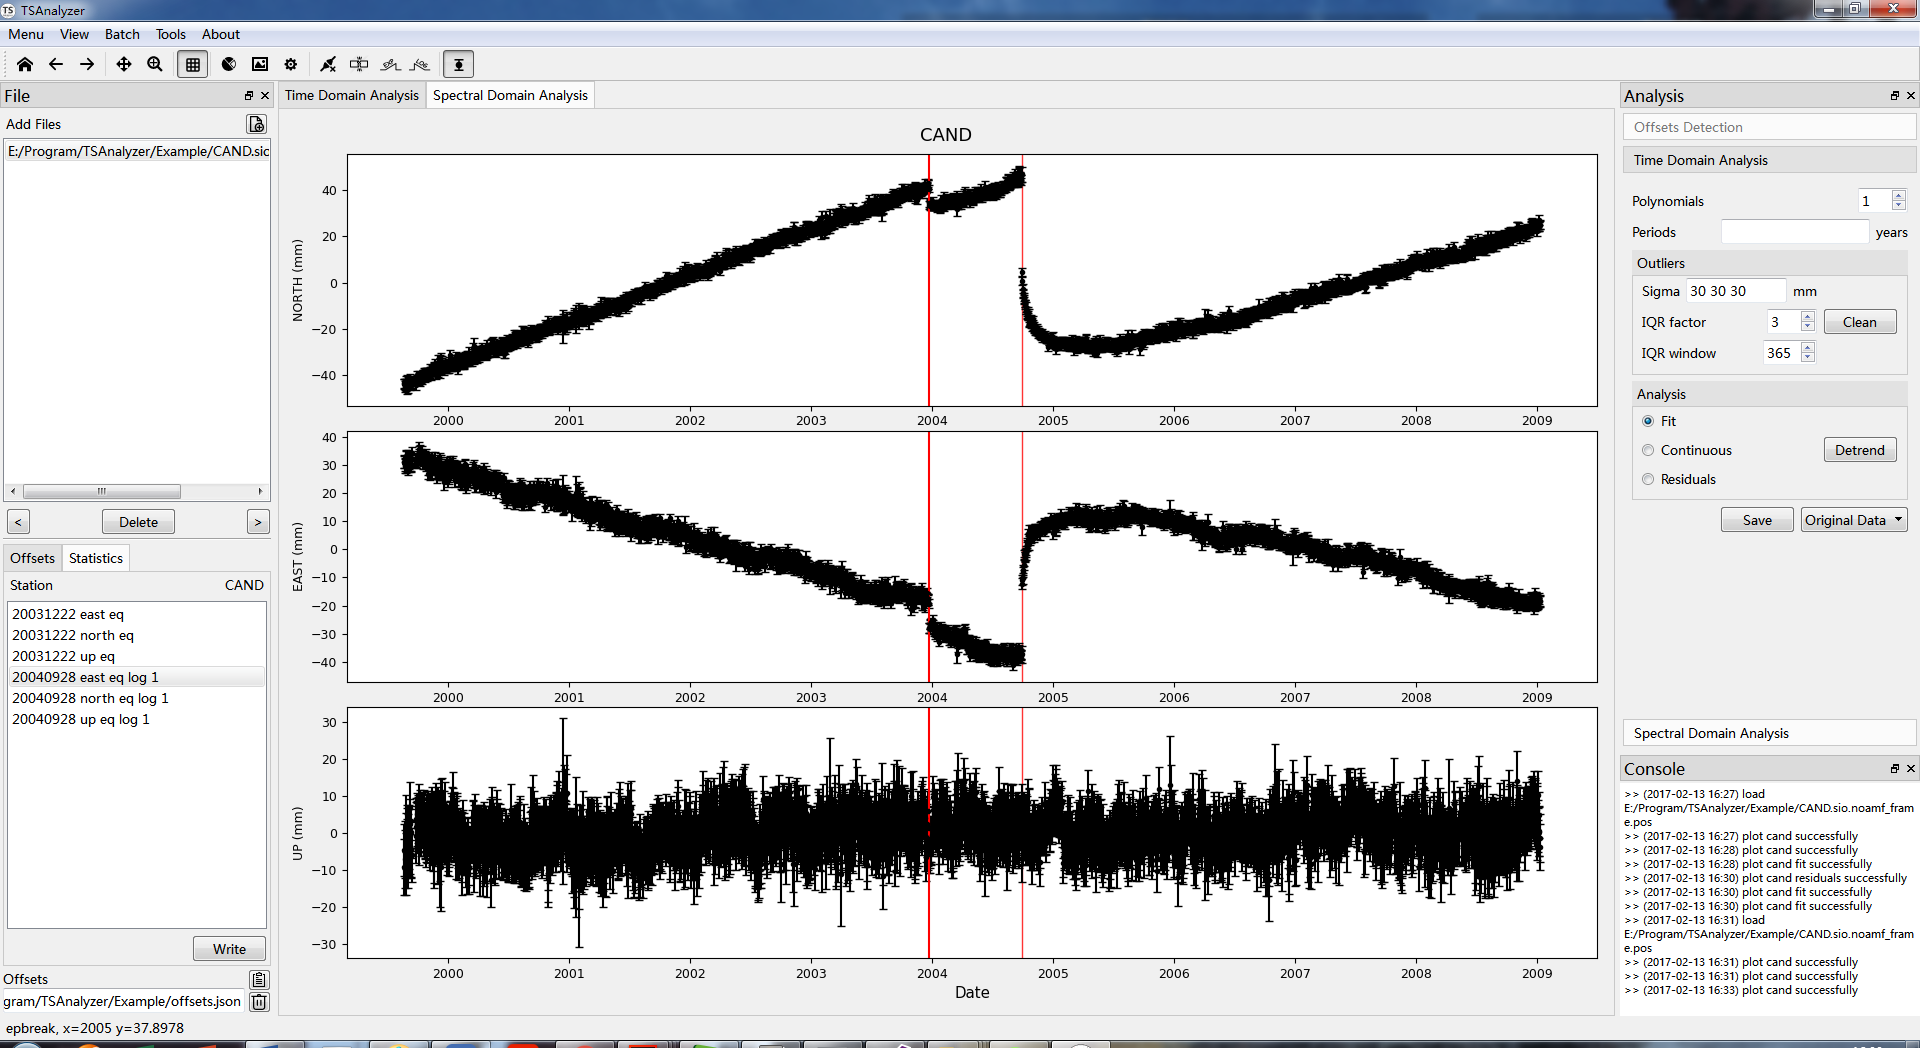 TS TSAnalyzer
Menu View Batch Tools About
File
Add Files
E:/Program/TSAnalyzer/Example/CAND.sio
< Delete >
Offsets Statistics
Station CAND
20031222 east eq
20031222 north eq
20031222 up eq
20040928 east eq log 1
20040928 north eq log 1
20040928 up eq log 1
Write
Offsets
gram/TSAnalyzer/Example/offsets.json
epbreak, x=2005 y=37.8978
Time Domain Analysis Spectral Domain Analysis
CAND
NORTH (mm)
40
20
0
−20
−40
2000 2001 2002 2003 2004 2005 2006 2007 2008 2009
EAST (mm)
40
30
20
10
0
−10
−20
−30
−40
2000 2001 2002 2003 2004 2005 2006 2007 2008 2009
UP (mm)
30
20
10
0
−10
−20
−30
2000 2001 2002 2003 2004 2005 2006 2007 2008 2009
Date
Analysis
Offsets Detection
Time Domain Analysis
Polynomials 1
Periods years
Outliers
Sigma 30 30 30 mm
IQR factor 3 Clean
IQR window 365
Analysis
Fit
Continuous Detrend
Residuals
Save Original Data
Spectral Domain Analysis
Console
>> (2017-02-13 16:27) load
E:/Program/TSAnalyzer/Example/CAND.sio.noamf_fram
e.pos
>> (2017-02-13 16:27) plot cand successfully
>> (2017-02-13 16:28) plot cand successfully
>> (2017-02-13 16:28) plot cand fit successfully
>> (2017-02-13 16:30) plot cand residuals successfully
>> (2017-02-13 16:30) plot cand fit successfully
>> (2017-02-13 16:30) plot cand fit successfully
>> (2017-02-13 16:31) load
E:/Program/TSAnalyzer/Example/CAND.sio.noamf_fram
e.pos
>> (2017-02-13 16:31) plot cand successfully
>> (2017-02-13 16:31) plot cand successfully
>> (2017-02-13 16:33) plot cand successfully